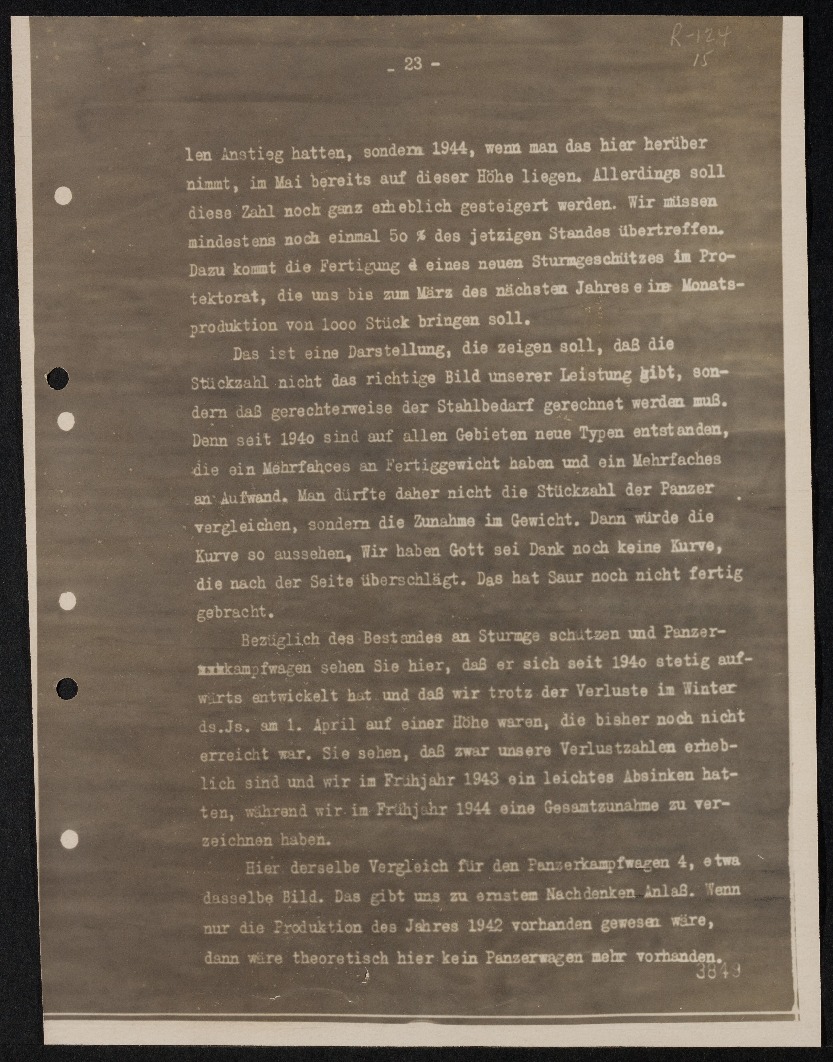 R-124
15
- 23 -
len Anstieg hatten, sondern 1944, wenn man das hier herüber
nimmt, im Mai bereits auf dieser Höhe liegen. Allerdings soll
diese Zahl noch ganz erheblich gesteigert werden. Wir müssen
mindestens noch einmal 5o % des jetzigen Standes übertreffen.
Dazu kommt die Fertigung d eines neuen Sturmgeschützes im Pro-
tektorat, die uns bis zum März des nächsten Jahres eine Monats-
produktion von 1ooo Stück bringen soll.
Das ist eine Darstellung, die zeigen soll, daß die
Stückzahl nicht das richtige Bild unserer Leistung gibt, son-
dern daß gerechterweise der Stahlbedarf gerechnet werden muß.
Denn seit 194o sind auf allen Gebieten neue Typen entstanden,
die ein Mehrfahces an Fertiggewicht haben und ein Mehrfaches
an Aufwand. Man dürfte daher nicht die Stückzahl der Panzer
vergleichen, sondern die Zunahme im Gewicht. Dann würde die
Kurve so aussehen, Wir haben Gott sei Dank noch keine Kurve,
die nach der Seite überschlägt. Das hat Saur noch nicht fertig
gebracht.
Bezüglich des Bestandes an Sturmgeschützen und Panzer-
xxxkampfwagen sehen Sie hier, daß er sich seit 194o stetig auf-
wärts entwickelt hat und daß wir trotz der Verluste im Winter
ds.Js. am 1. April auf einer Höhe waren, die bisher noch nicht
erreicht war. Sie sehen, daß zwar unsere Verlustzahlen erheb-
lich sind und wir im Frühjahr 1943 ein leichtes Absinken hat-
ten, während wir im Frühjahr 1944 eine Gesamtzunahme zu ver-
zeichnen haben.
Hier derselbe Vergleich für den Panzerkampfwagen 4, etwa
dasselbe Bild. Das gibt uns zu ernstem Nachdenken Anlaß. Wenn
nur die Produktion des Jahres 1942 vorhanden gewesen wäre,
dann wäre theoretisch hier kein Panzerwagen mehr vorhanden.
3849